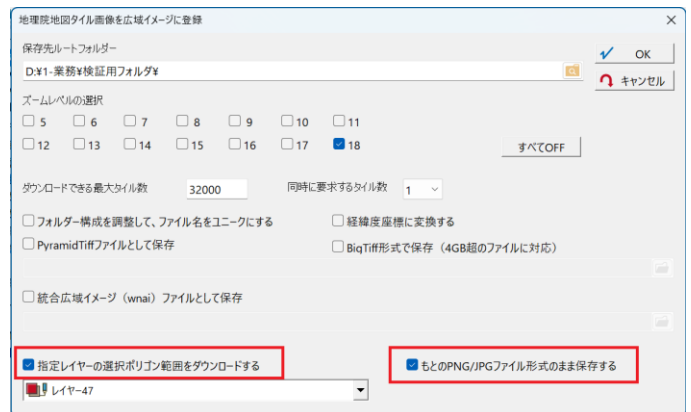 地理院地図タイル画像を広域イメージに登録
保存先ルートフォルダー
D:¥1-業務¥検証用フォルダ¥
OK
キャンセル
ズームレベルの選択
5 6 7 8 9 10 11
12 13 14 15 16 17 18
すべてOFF
ダウンロードできる最大タイル数 32000 同時に要求するタイル数 1
フォルダー構成を調整して、ファイル名をユニークにする 経緯度座標に変換する
PyramidTiffファイルとして保存 BigTiff形式で保存（4GB超のファイルに対応）
統合広域イメージ（wnai）ファイルとして保存
指定レイヤーの選択ポリゴン範囲をダウンロードする もとのPNG/JPGファイル形式のまま保存する
レイヤー47